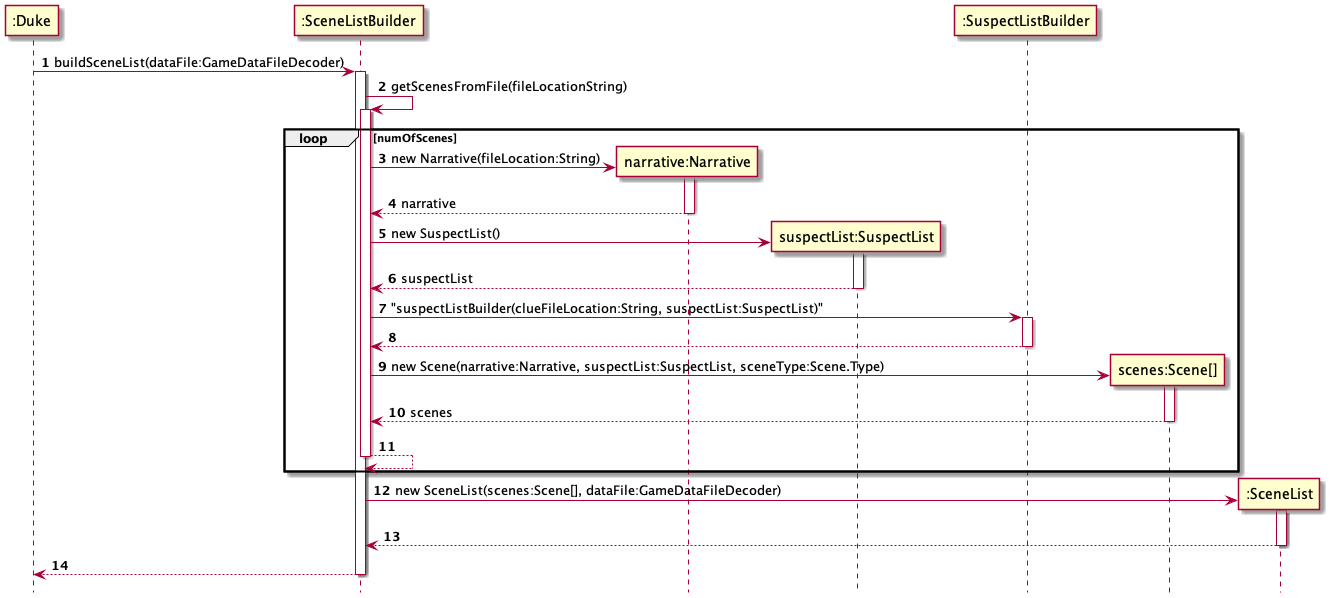 :Duke
:SceneListBuilder
:SuspectListBuilder
1 buildSceneList(dataFile:GameDataFileDecoder)
2 getScenesFromFile(fileLocationString)
loop [numOfScenes]
3 new Narrative(fileLocation:String)
narrative:Narrative
4 narrative
5 new SuspectList()
suspectList:SuspectList
6 suspectList
7 "suspectListBuilder(clueFileLocation:String, suspectList:SuspectList)"
8
9 new Scene(narrative:Narrative, suspectList:SuspectList, sceneType:Scene.Type)
scenes:Scene[]
10 scenes
11
12 new SceneList(scenes:Scene[], dataFile:GameDataFileDecoder)
:SceneList
13
14